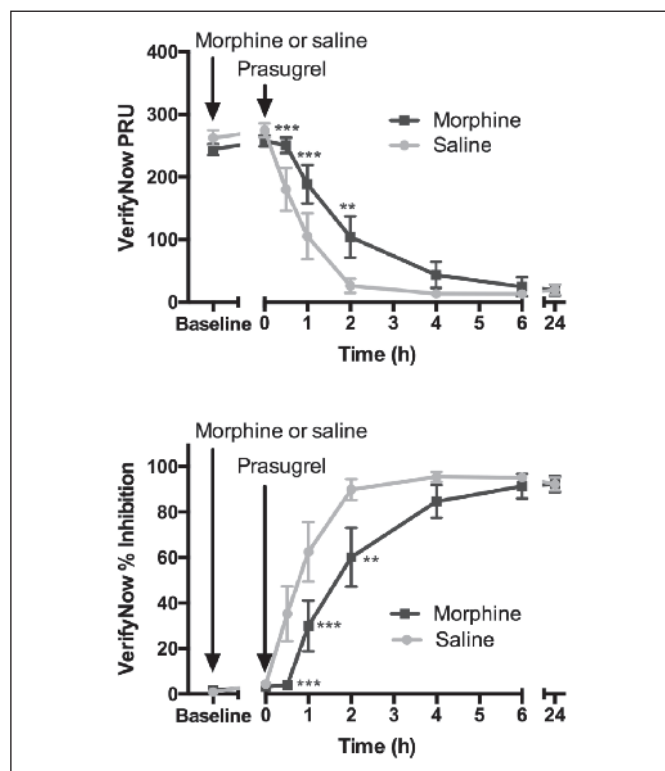 Morphine or saline
400
Prasugrel
300
***
Morphine
***
Saline
200
**
100
0
VerifyNow PRU
Baseline 0 1 2 3 4 5 6 24
Time (h)
Morphine or saline
100
Prasugrel
80
60
**
40
Morphine
***
Saline
20
***
0
VerifyNow % Inhibition
Baseline 0 1 2 3 4 5 6 24
Time (h)